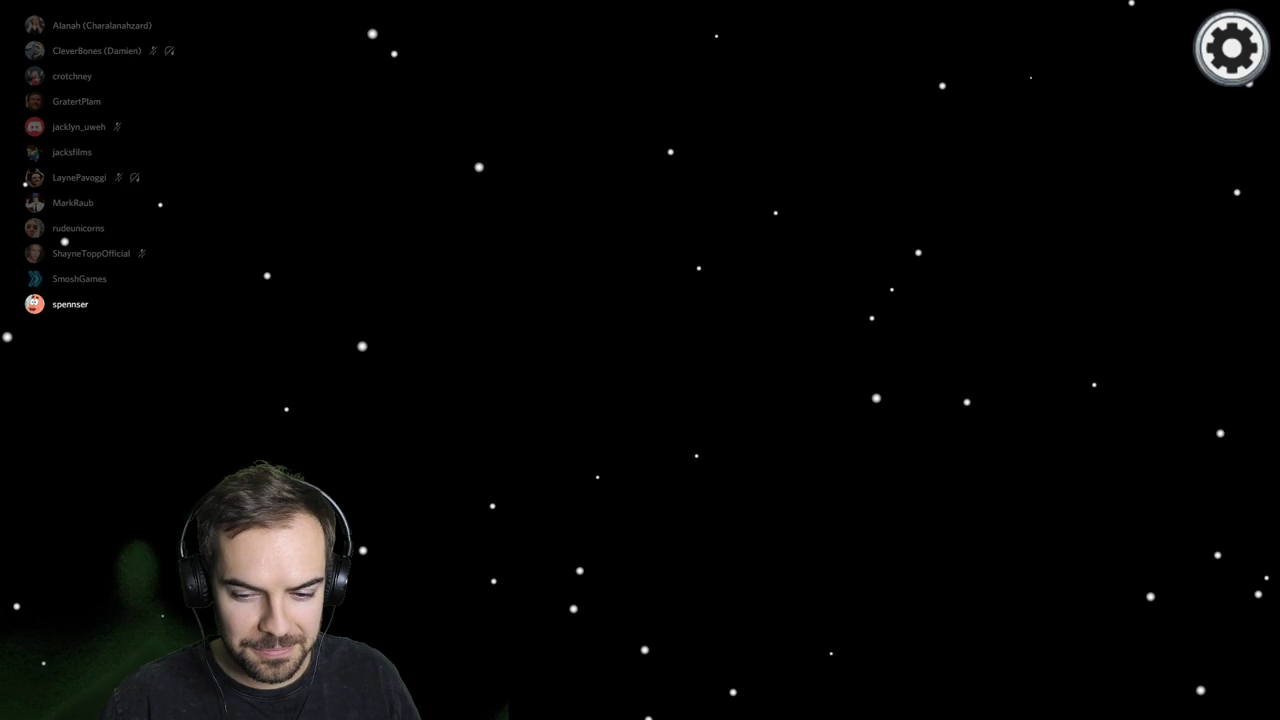 Alanah (Charalanahzard)
CleverBones (Damien)
crotchney
GratertPlam
jacklyn_uweh
jacksfilms
LaynePavoggi
MarkRaub
rudeunicorns
ShayneToppOfficial
SmoshGames
spennser